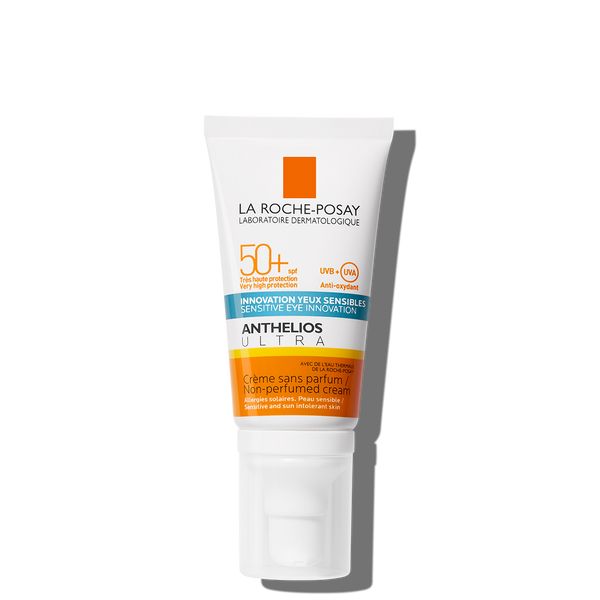 LA ROCHE-POSAY
LABORATOIRE DERMATOLOGIQUE
50+ spf
UVB + UVA
Très haute protection
Very high protection
Anti-oxydant
INNOVATION YEUX SENSIBLES
SENSITIVE EYE INNOVATION
ANTHELIOS
ULTRA
AVEC DE L'EAU THERMALE
DE LA ROCHE-POSAY
Crème sans parfum /
Non-perfumed cream
Allergies solaires. Peau sensible /
Sensitive and sun intolerant skin